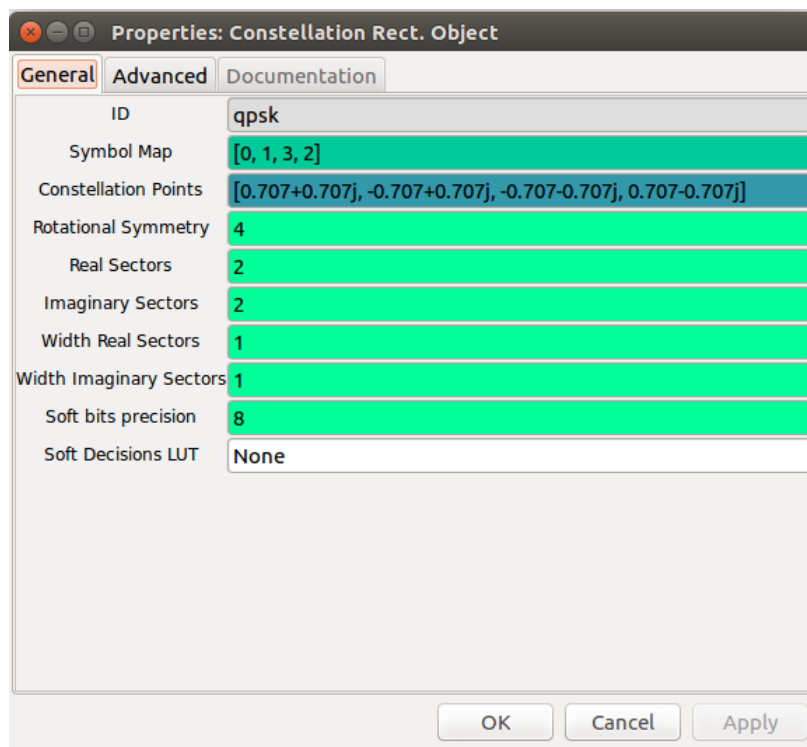 Properties: Constellation Rect. Object
General Advanced Documentation
ID qpsk
Symbol Map [0, 1, 3, 2]
Constellation Points [0.707+0.707j, -0.707+0.707j, -0.707-0.707j, 0.707-0.707j]
Rotational Symmetry 4
Real Sectors 2
Imaginary Sectors 2
Width Real Sectors 1
Width Imaginary Sectors 1
Soft bits precision 8
Soft Decisions LUT None
OK Cancel Apply